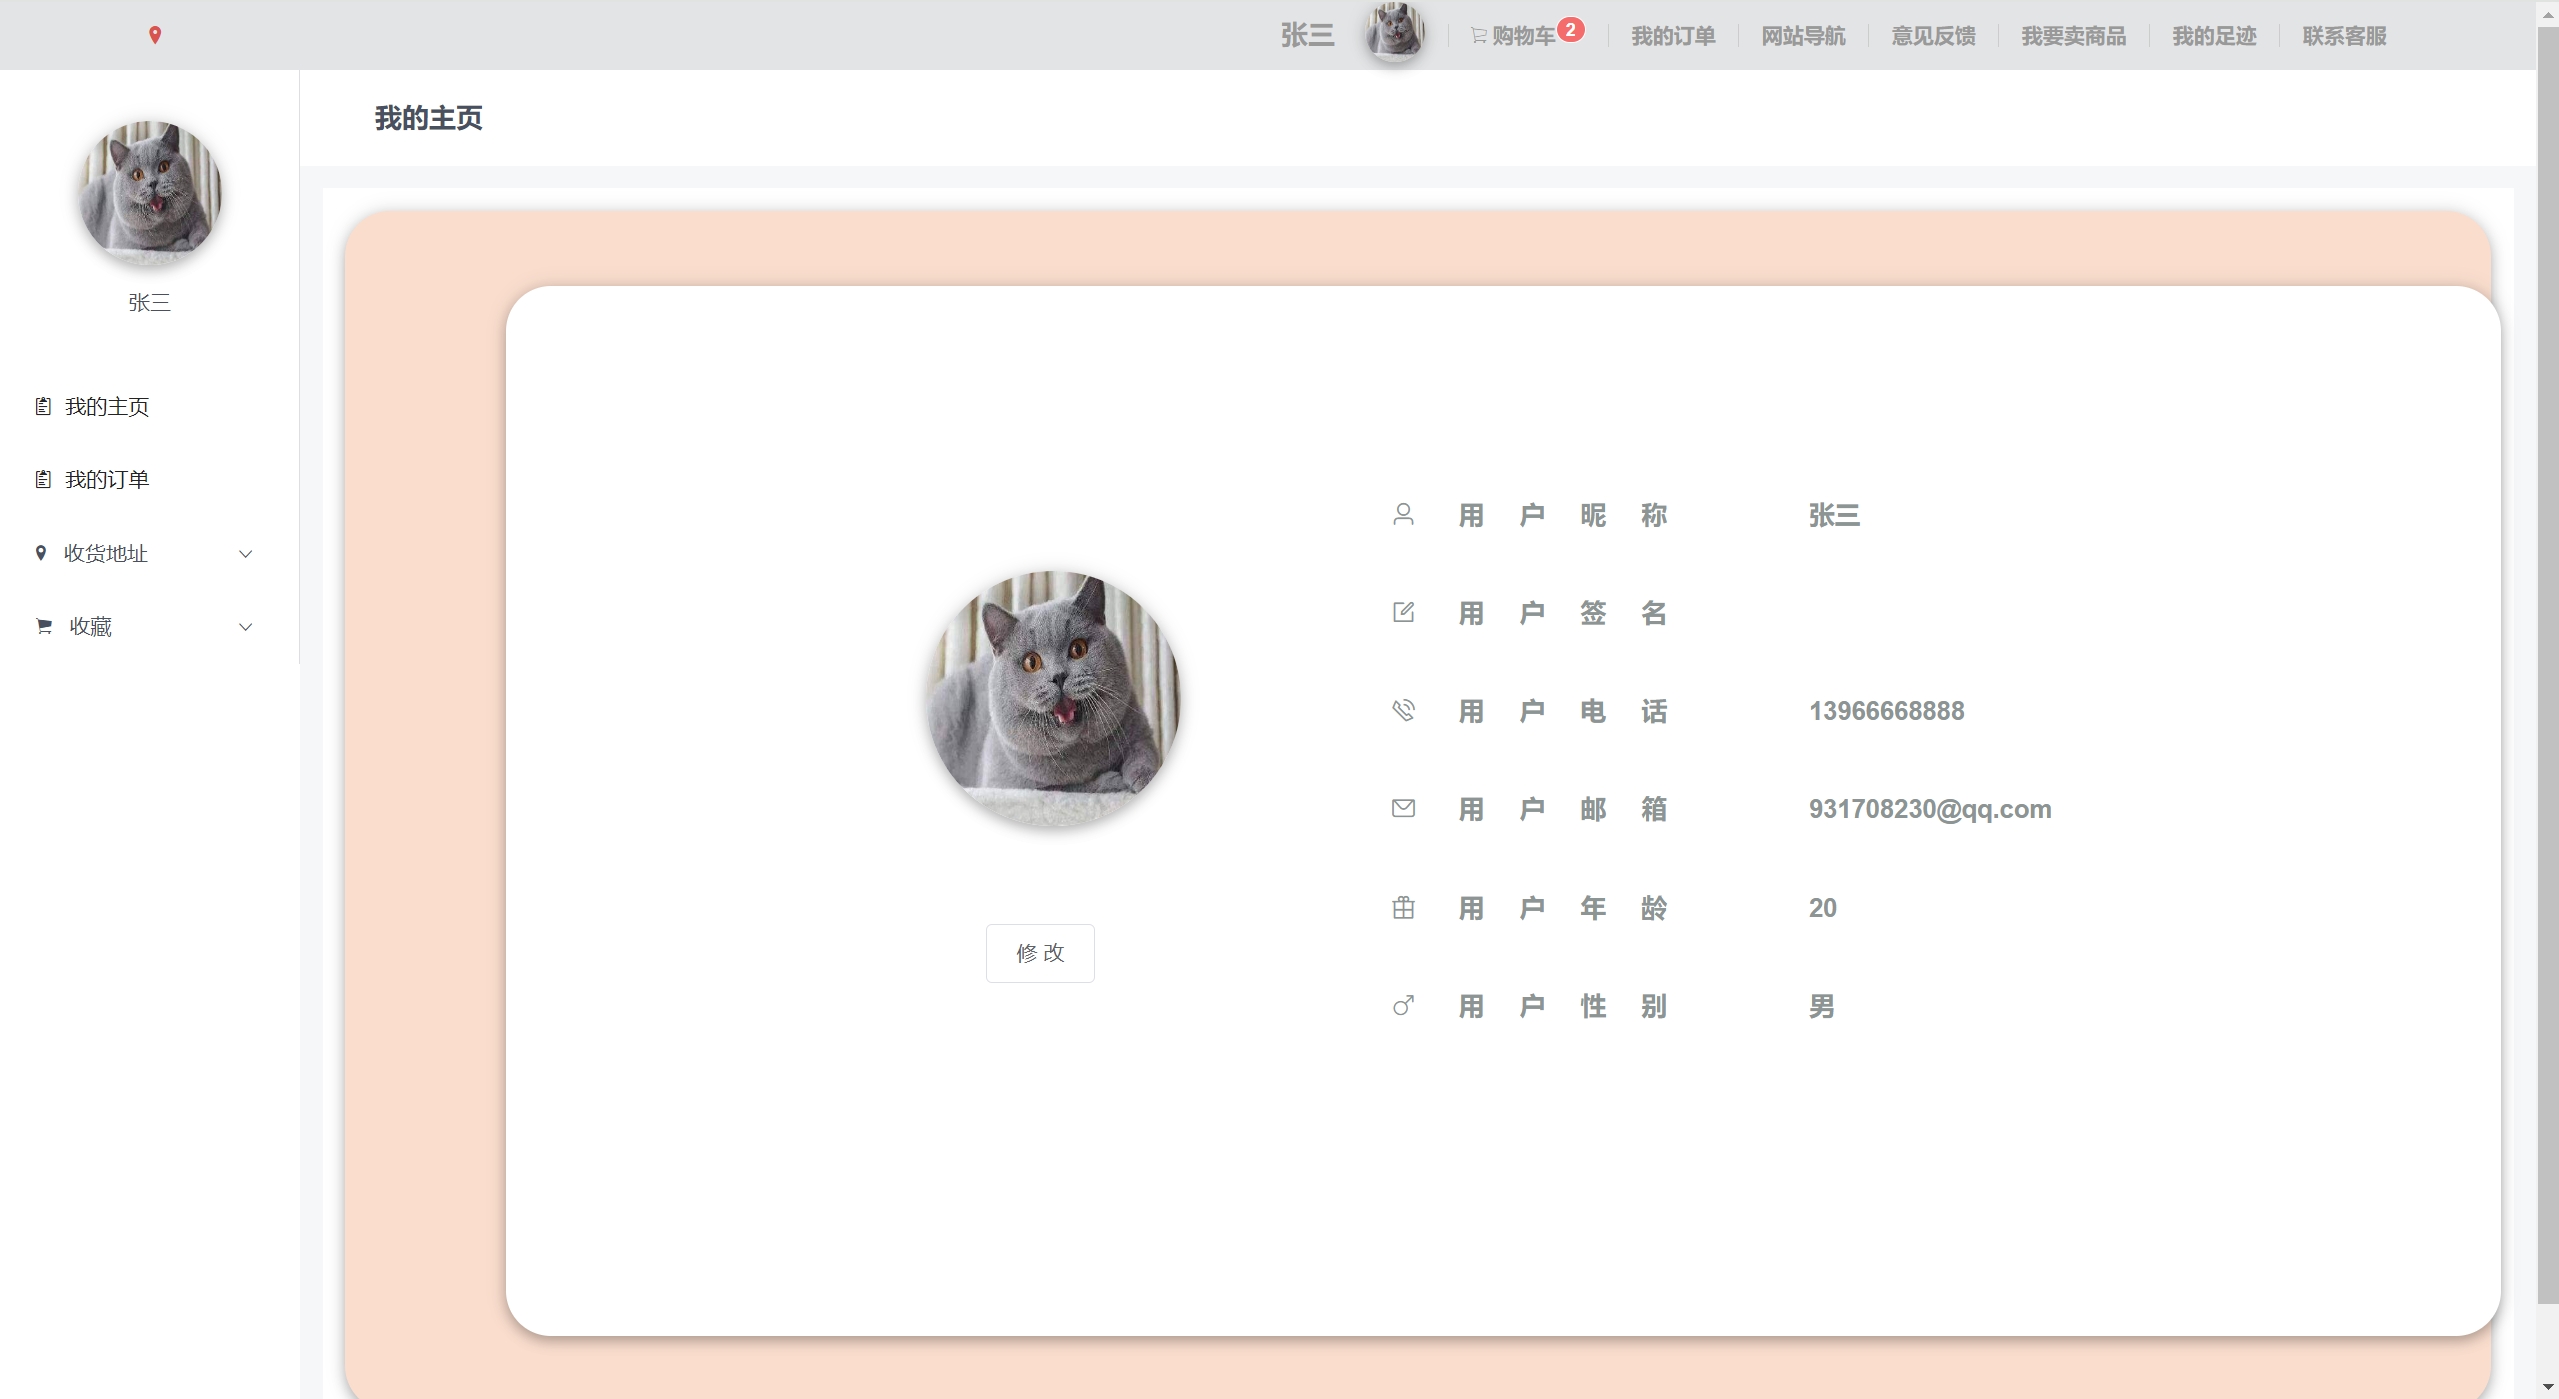 张三 购物车 2 我的订单 网站导航 意见反馈 我要卖商品 我的足迹 联系客服
我的主页
张三
我的主页
我的订单
收货地址
收藏
修 改
用 户 昵 称 张三
用 户 签 名
用 户 电 话 13966668888
用 户 邮 箱 931708230@qq.com
用 户 年 龄 20
用 户 性 别 男